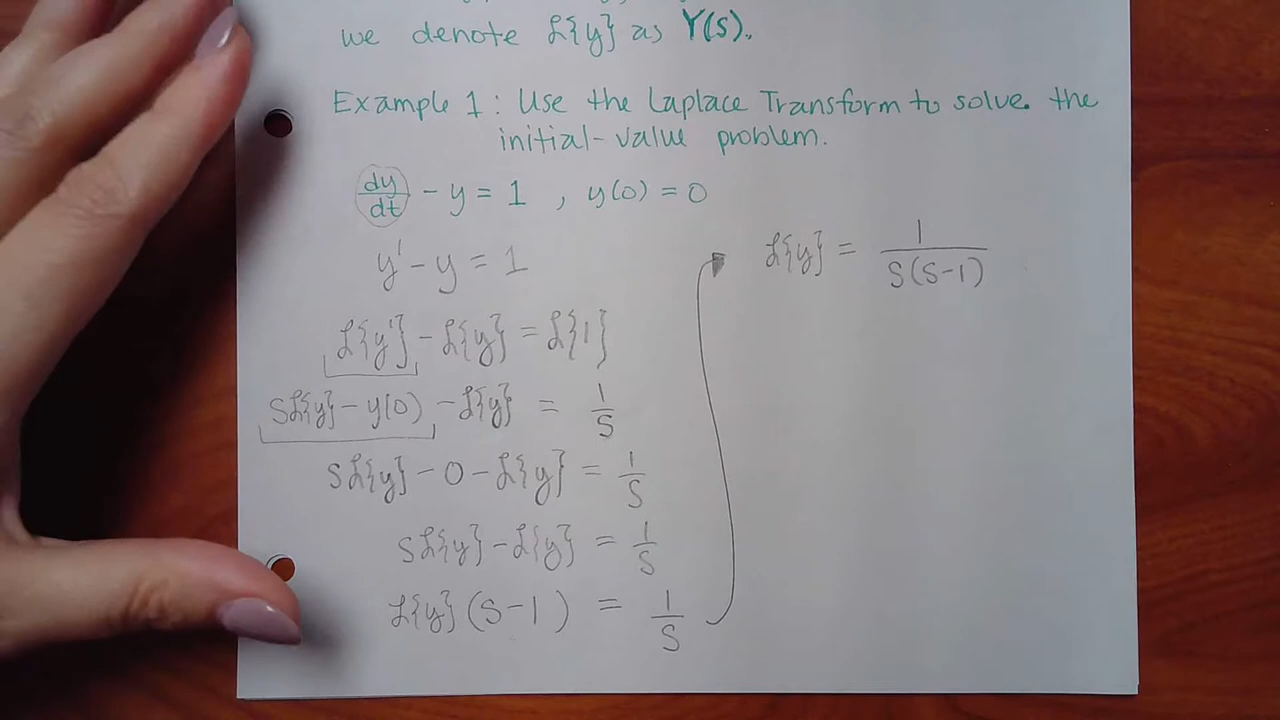 we denote ℒ{y} as Y(s).
Example 1: Use the Laplace Transform to solve the
initial-value problem.
dy/dt - y = 1 , y(0) = 0
y' - y = 1
ℒ{y'} - ℒ{y} = ℒ{1}
sℒ{y} - y(0) - ℒ{y} = 1/s
sℒ{y} - 0 - ℒ{y} = 1/s
sℒ{y} - ℒ{y} = 1/s
ℒ{y}(s-1) = 1/s
ℒ{y} = 1/(s(s-1))